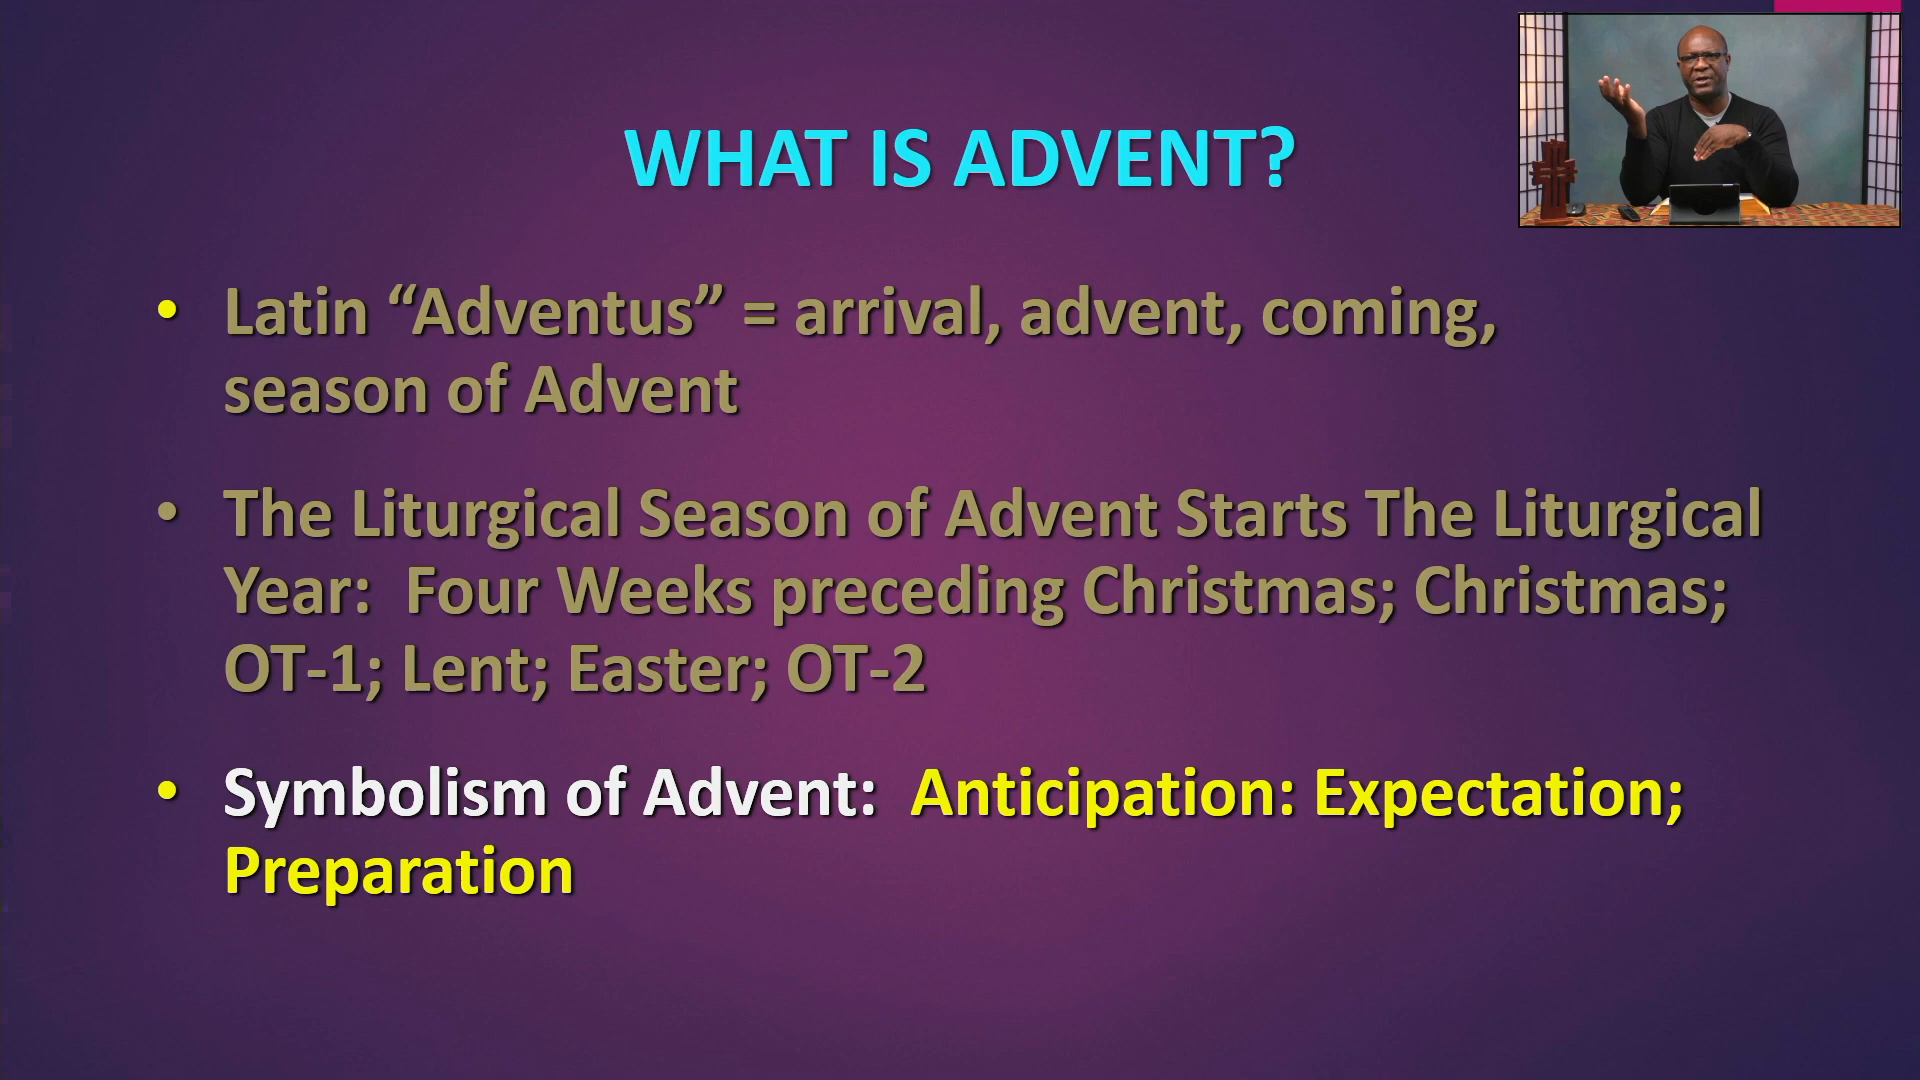 WHAT IS ADVENT?
• Latin “Adventus” = arrival, advent, coming,
season of Advent
• The Liturgical Season of Advent Starts The Liturgical
Year:  Four Weeks preceding Christmas; Christmas;
OT-1; Lent; Easter; OT-2
• Symbolism of Advent:  Anticipation: Expectation;
Preparation